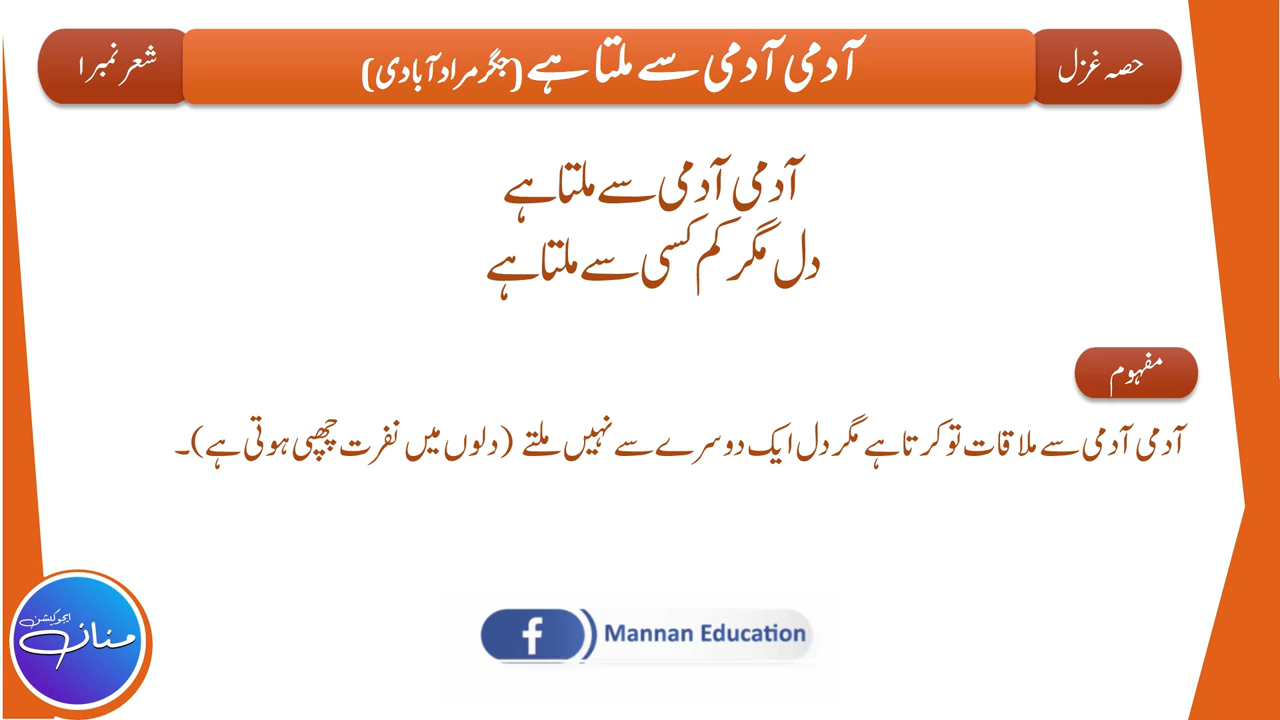 حصہ غزل
آدمی آدمی سے ملتا ہے (جگر مراد آبادی)
شعر نمبر ۱
آدمی آدمی سے ملتا ہے
دل مگر کم کسی سے ملتا ہے
مفہوم
آدمی آدمی سے ملاقات تو کرتا ہے مگر دل ایک دوسرے سے نہیں ملتے (دلوں میں نفرت چھپی ہوتی ہے)۔
ایجوکیشن
منان
f
Mannan Education